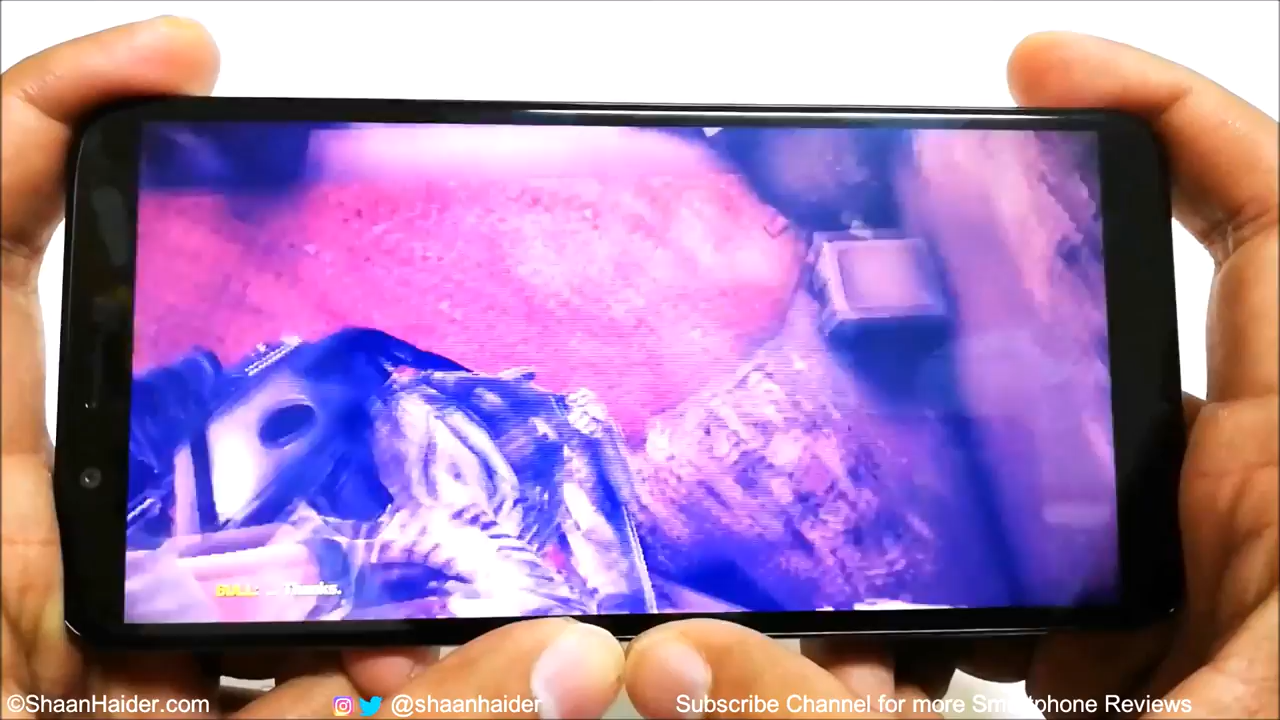 BULL: ... Thanks.
©ShaanHaider.com
@shaanhaider
Subscribe Channel for more Smartphone Reviews